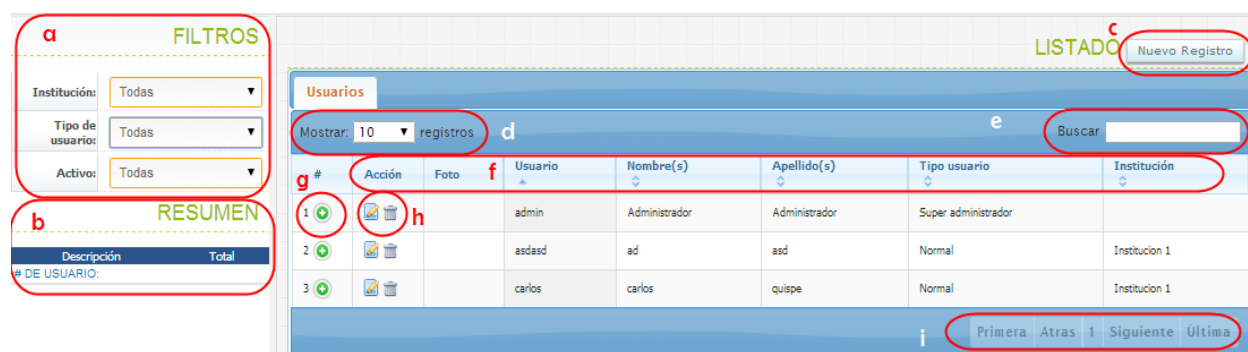 a FILTROS
Institución: Todas
Tipo de usuario: Todas
Activo: Todas
b RESUMEN
Descripción Total
# DE USUARIO:
c
LISTADO Nuevo Registro
Usuarios
Mostrar: 10 registros d e Buscar
g # Acción Foto f Usuario Nombre(s) Apellido(s) Tipo usuario Institución
1 h admin Administrador Administrador Super administrador
2 asdasd ad asd Normal Institucion 1
3 carlos carlos quispe Normal Institucion 1
i Primera Atras 1 Siguiente Última